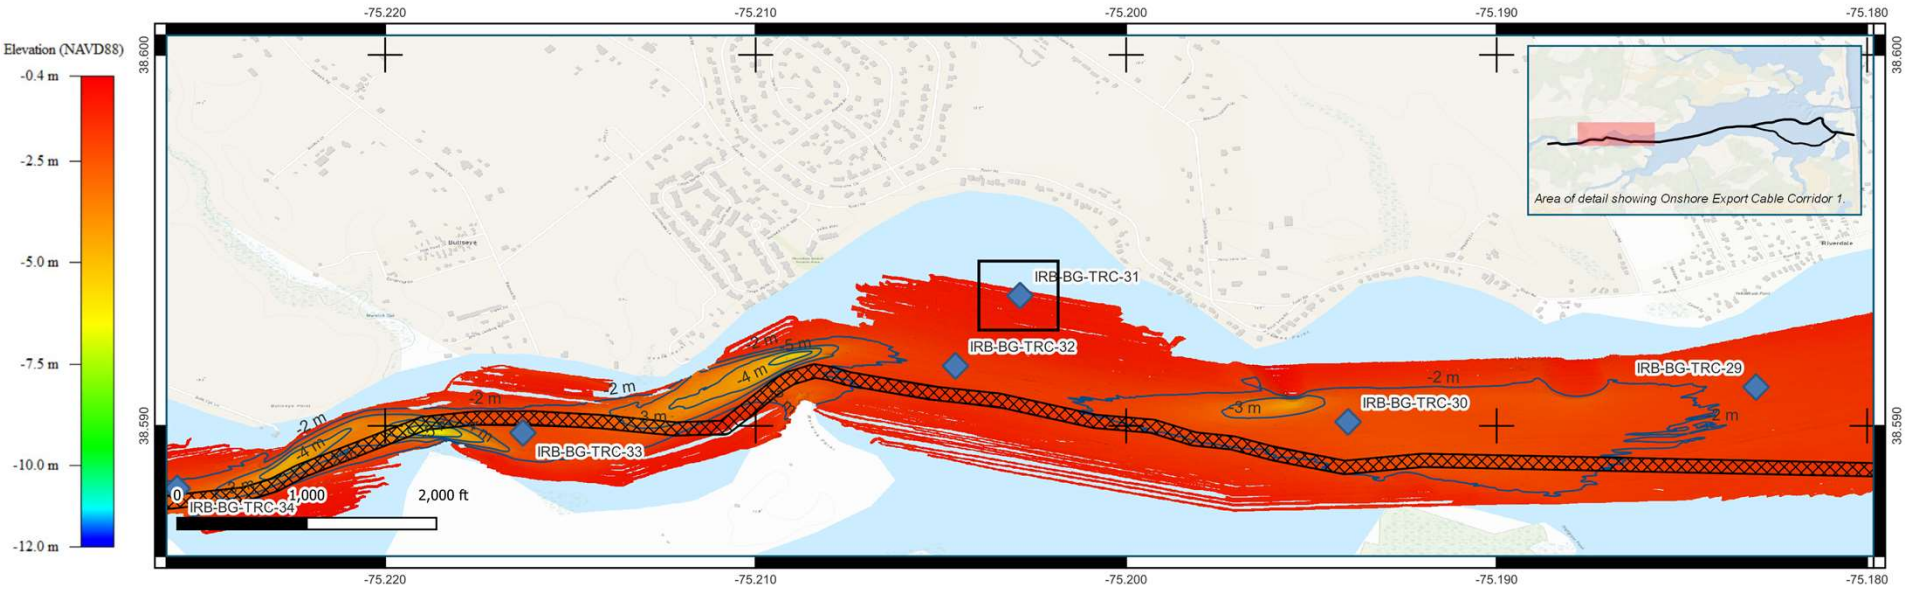 -75.220 -75.210 -75.200 -75.190 -75.180
Elevation (NAVD88)
38.600
38.600
-0.4 m
-2.5 m
-5.0 m
-7.5 m
-10.0 m
-12.0 m
Area of detail showing Onshore Export Cable Corridor 1.
Bullseye
Riverdale
IRB-BG-TRC-31
IRB-BG-TRC-32
IRB-BG-TRC-29
IRB-BG-TRC-30
IRB-BG-TRC-33
IRB-BG-TRC-34
-2 m
-5 m
-4 m
2 m
-2 m
-2 m
3 m
-4 m
-2 m
-3 m
2 m
38.590
38.590
0 1,000 2,000 ft
-75.220 -75.210 -75.200 -75.190 -75.180